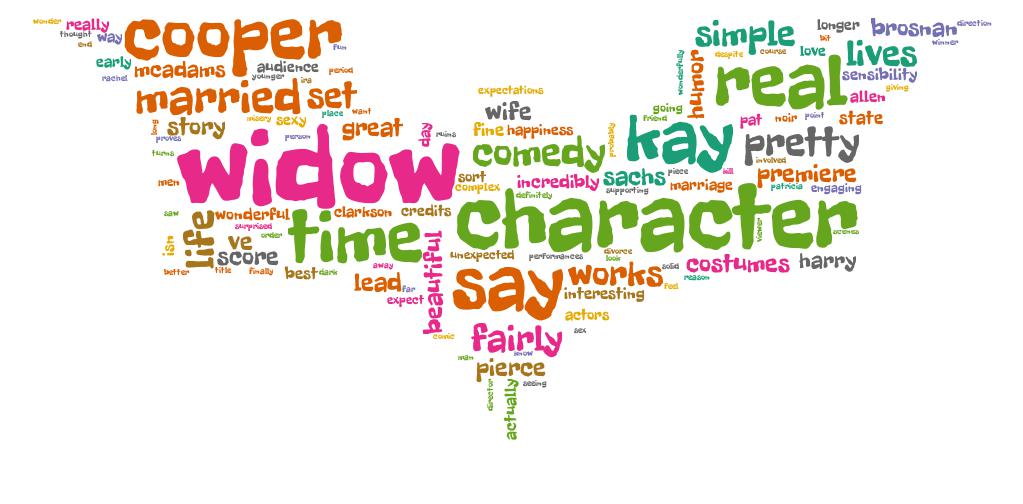 wonder
really
thought
way
end
cooper
fun
early
mcadams
audience
rachel
younger
ira
period
married
set
place
want
long
story
misery
sexy
great
proves
person
day
ruins
turns
widow
men
saw
wonderful
clarkson
credits
isn
life
surprised
ve
order
time
score
better
title
finally
best
dark
away
lead
far
expect
beautiful
expectations
wife
fine
happiness
comedy
sort
complex
incredibly
definitely
sachs
supporting
probably
simple
despite
course
bit
longer
love
brosnan
direction
winner
lives
wonderfully
humor
real
sensibility
giving
allen
going
friend
kay
pat
noir
point
state
pretty
involved
piece
bill
marriage
premiere
patricia
engaging
character
viewer
scenes
unexpected
performances
divorce
look
solid
costumes
harry
reason
say
works
feel
interesting
actors
sex
comic
fairly
snow
man
pierce
seeing
director
actually